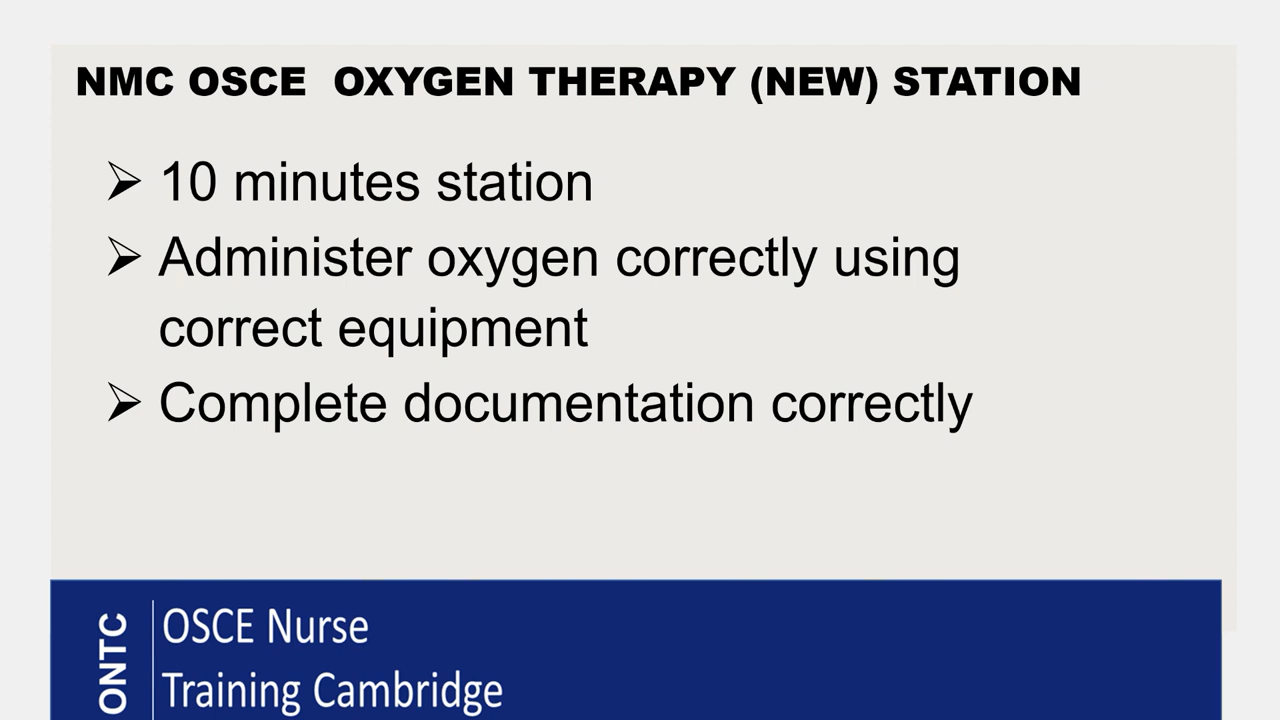 NMC OSCE OXYGEN THERAPY (NEW) STATION
➢ 10 minutes station
➢ Administer oxygen correctly using
correct equipment
➢ Complete documentation correctly
ONTC
OSCE Nurse
Training Cambridge